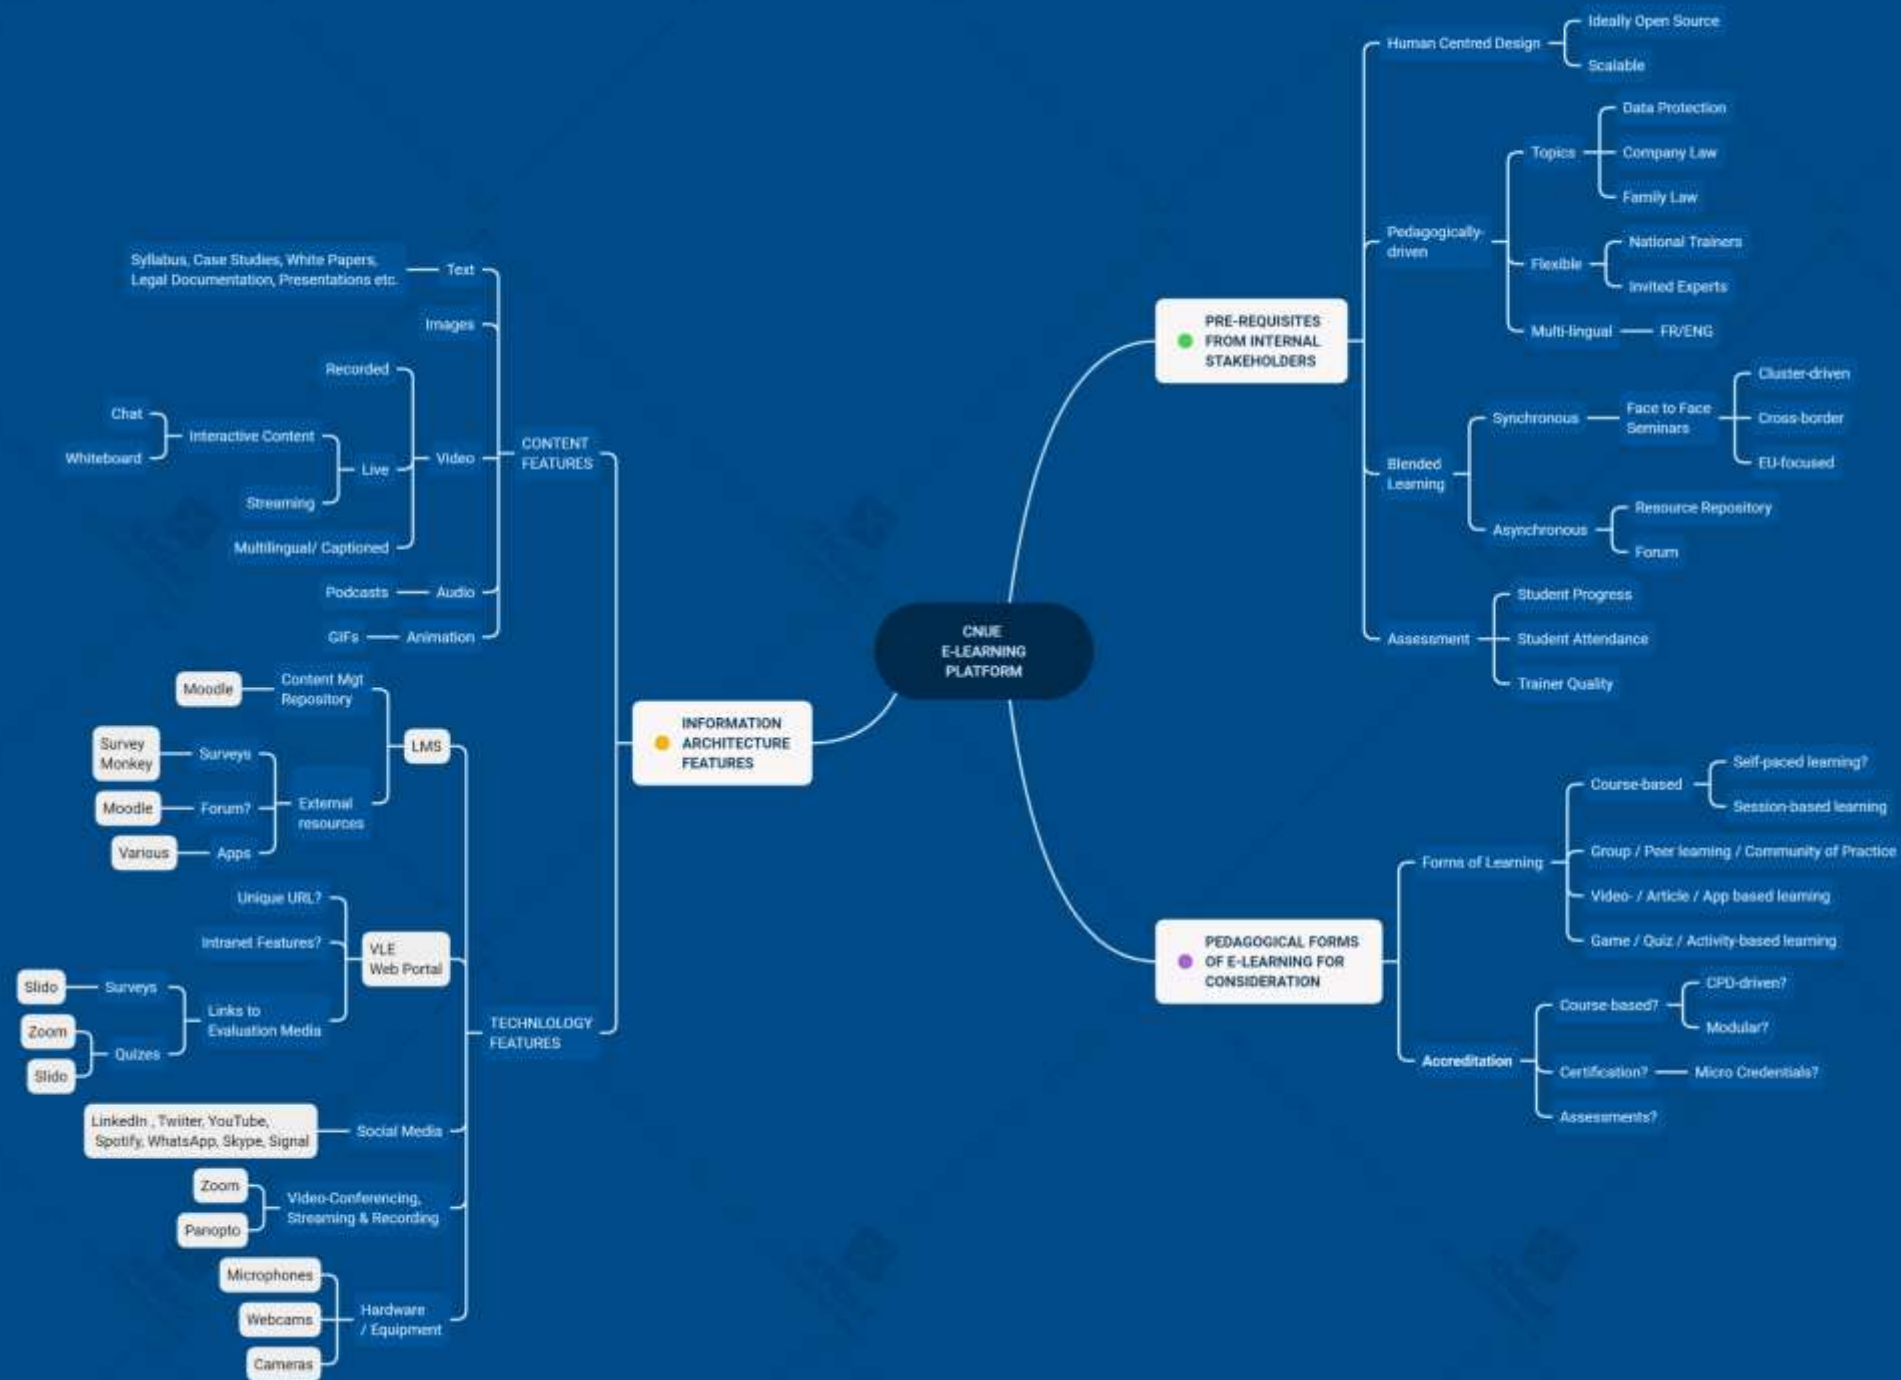 CNUE
E-LEARNING
PLATFORM
PRE-REQUISITES
FROM INTERNAL
STAKEHOLDERS
Human Centred Design
Ideally Open Source
Scalable
Pedagogically-
driven
Topics
Data Protection
Company Law
Family Law
Flexible
National Trainers
Invited Experts
Multi-lingual
FR/ENG
Blended
Learning
Synchronous
Face to Face
Seminars
Cluster-driven
Cross-border
EU-focused
Asynchronous
Resource Repository
Forum
Assessment
Student Progress
Student Attendance
Trainer Quality
PEDAGOGICAL FORMS
OF E-LEARNING FOR
CONSIDERATION
Forms of Learning
Course-based
Self-paced learning?
Session-based learning
Group / Peer learning / Community of Practice
Video- / Article / App based learning
Game / Quiz / Activity-based learning
Accreditation
Course-based?
CPD-driven?
Modular?
Certification?
Micro Credentials?
Assessments?
INFORMATION
ARCHITECTURE
FEATURES
CONTENT
FEATURES
Text
Syllabus, Case Studies, White Papers,
Legal Documentation, Presentations etc.
Images
Video
Recorded
Live
Interactive Content
Chat
Whiteboard
Streaming
Multilingual/ Captioned
Audio
Podcasts
Animation
GIFs
TECHNLOLOGY
FEATURES
LMS
Content Mgt
Repository
Moodle
External
resources
Surveys
Survey
Monkey
Forum?
Moodle
Apps
Various
VLE
Web Portal
Unique URL?
Intranet Features?
Links to
Evaluation Media
Surveys
Slido
Quizes
Zoom
Slido
Social Media
LinkedIn , Twiiter, YouTube,
Spotify, WhatsApp, Skype, Signal
Video-Conferencing,
Streaming & Recording
Zoom
Panopto
Hardware
/ Equipment
Microphones
Webcams
Cameras